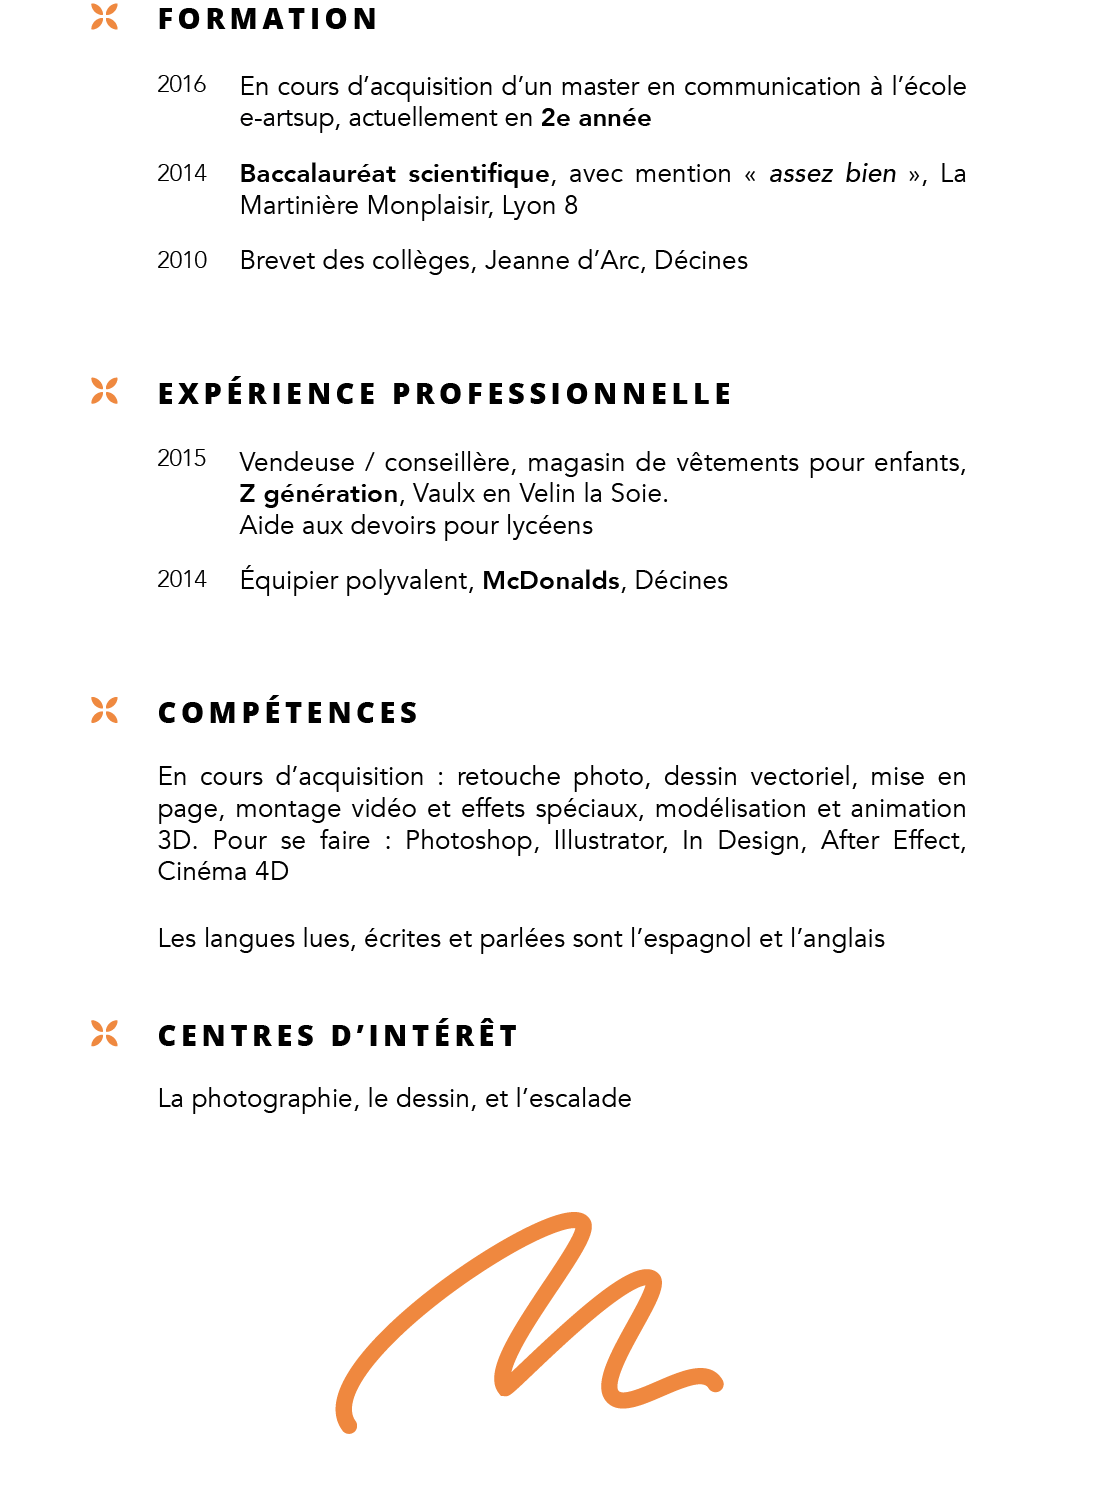 FORMATION
2016 En cours d’acquisition d’un master en communication à l’école
e-artsup, actuellement en 2e année
2014 Baccalauréat scientifique, avec mention « assez bien », La
Martinière Monplaisir, Lyon 8
2010 Brevet des collèges, Jeanne d’Arc, Décines
EXPÉRIENCE PROFESSIONNELLE
2015 Vendeuse / conseillère, magasin de vêtements pour enfants,
Z génération, Vaulx en Velin la Soie.
Aide aux devoirs pour lycéens
2014 Équipier polyvalent, McDonalds, Décines
COMPÉTENCES
En cours d’acquisition : retouche photo, dessin vectoriel, mise en
page, montage vidéo et effets spéciaux, modélisation et animation
3D. Pour se faire : Photoshop, Illustrator, In Design, After Effect,
Cinéma 4D
Les langues lues, écrites et parlées sont l’espagnol et l’anglais
CENTRES D’INTÉRÊT
La photographie, le dessin, et l’escalade